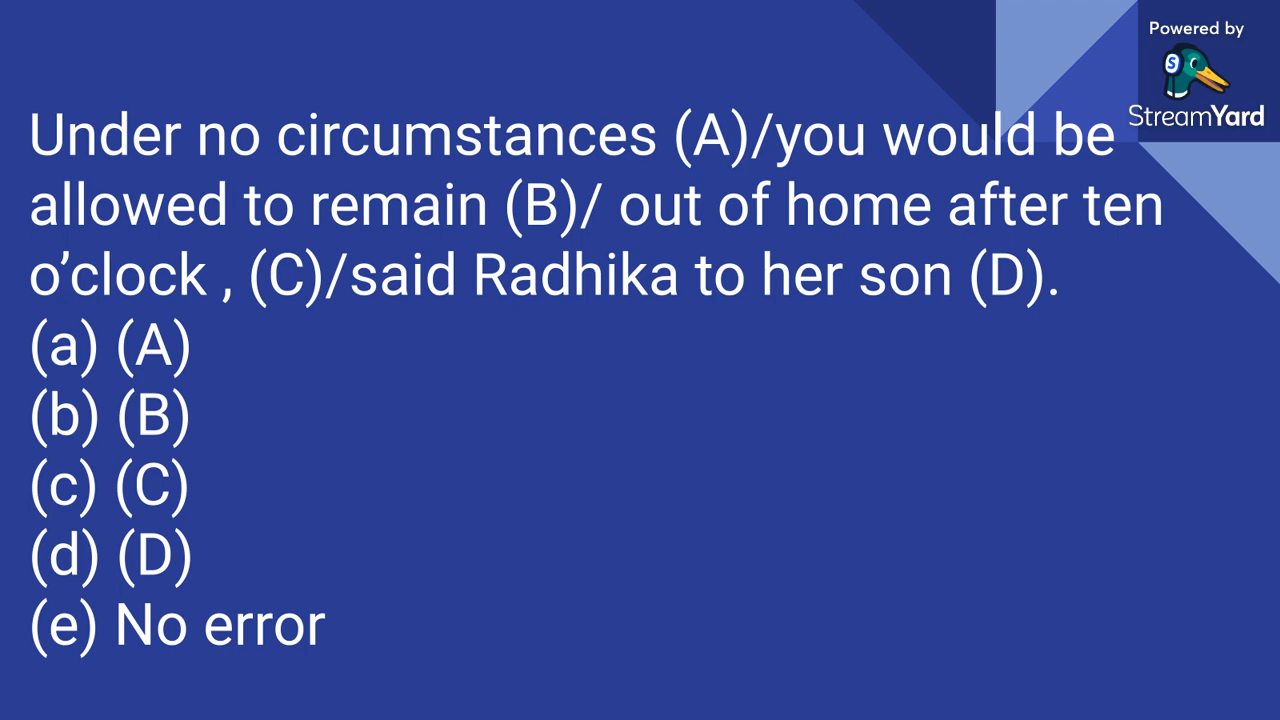 Powered by
S
StreamYard
Under no circumstances (A)/you would be
allowed to remain (B)/ out of home after ten
o’clock , (C)/said Radhika to her son (D).
(a) (A)
(b) (B)
(c) (C)
(d) (D)
(e) No error